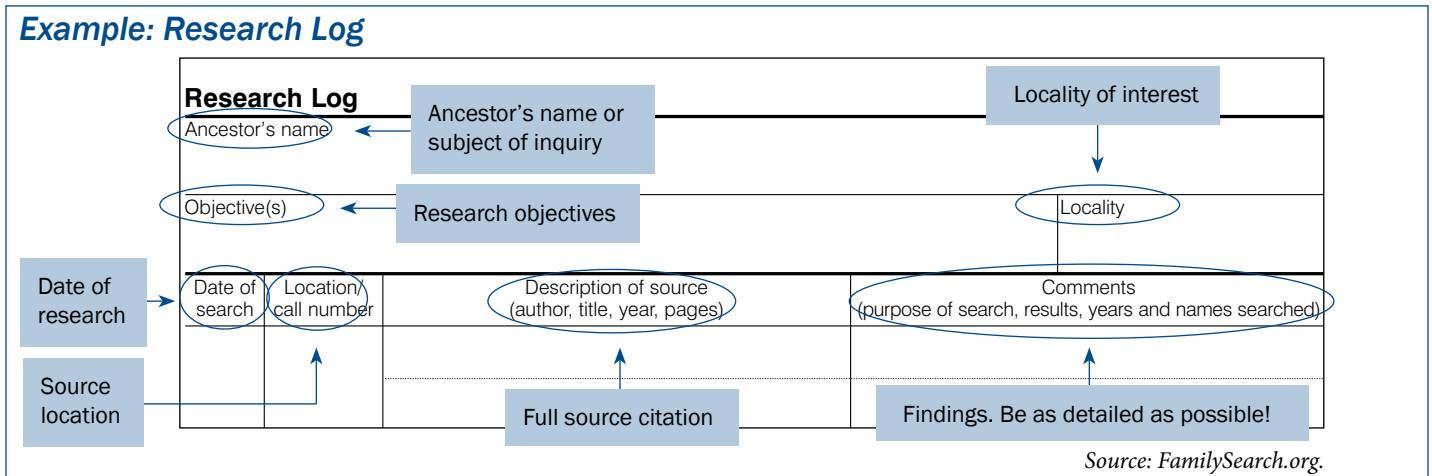 Example: Research Log
Research Log
Ancestor's name
Ancestor's name or
subject of inquiry
Locality of interest
Objective(s)
Research objectives
Locality
Date of
research
Date of
search
Location/
call number
Description of source
(author, title, year, pages)
Comments
(purpose of search, results, years and names searched)
Source
location
Full source citation
Findings. Be as detailed as possible!
Source: FamilySearch.org.